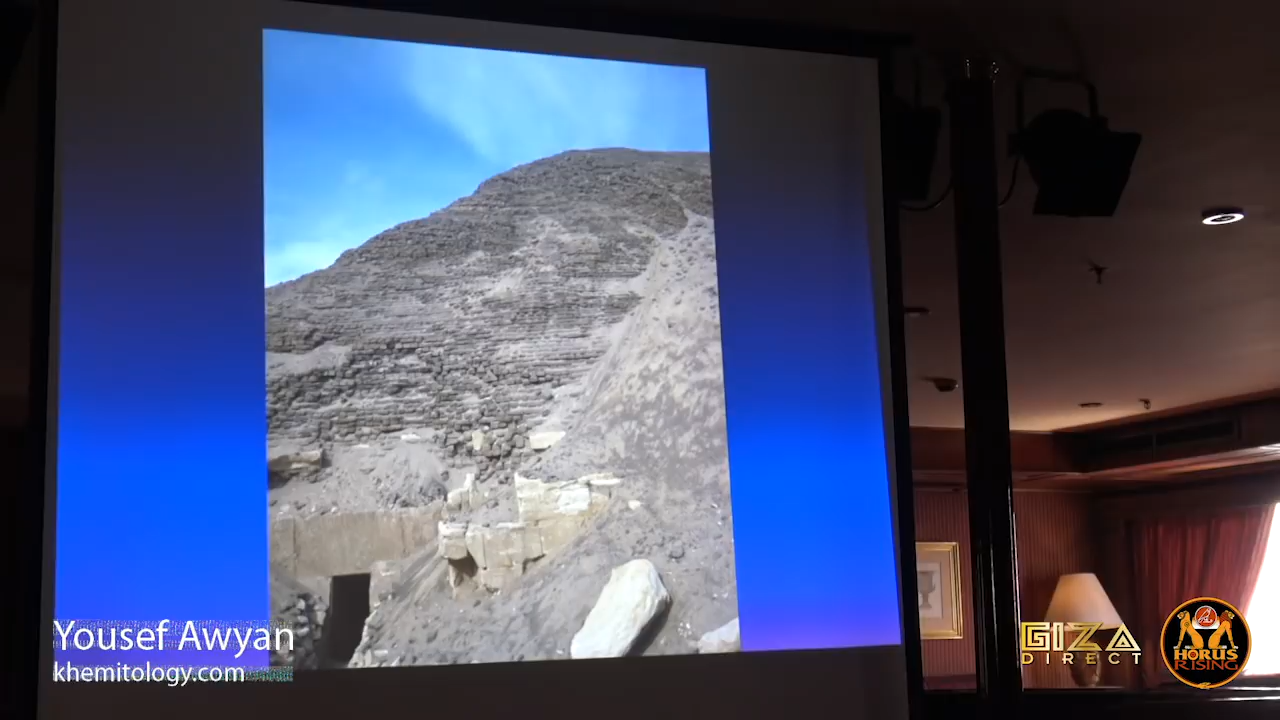 Yousef Awyan
khemitology.com
GIZA
DIRECT
HORUS
RISING